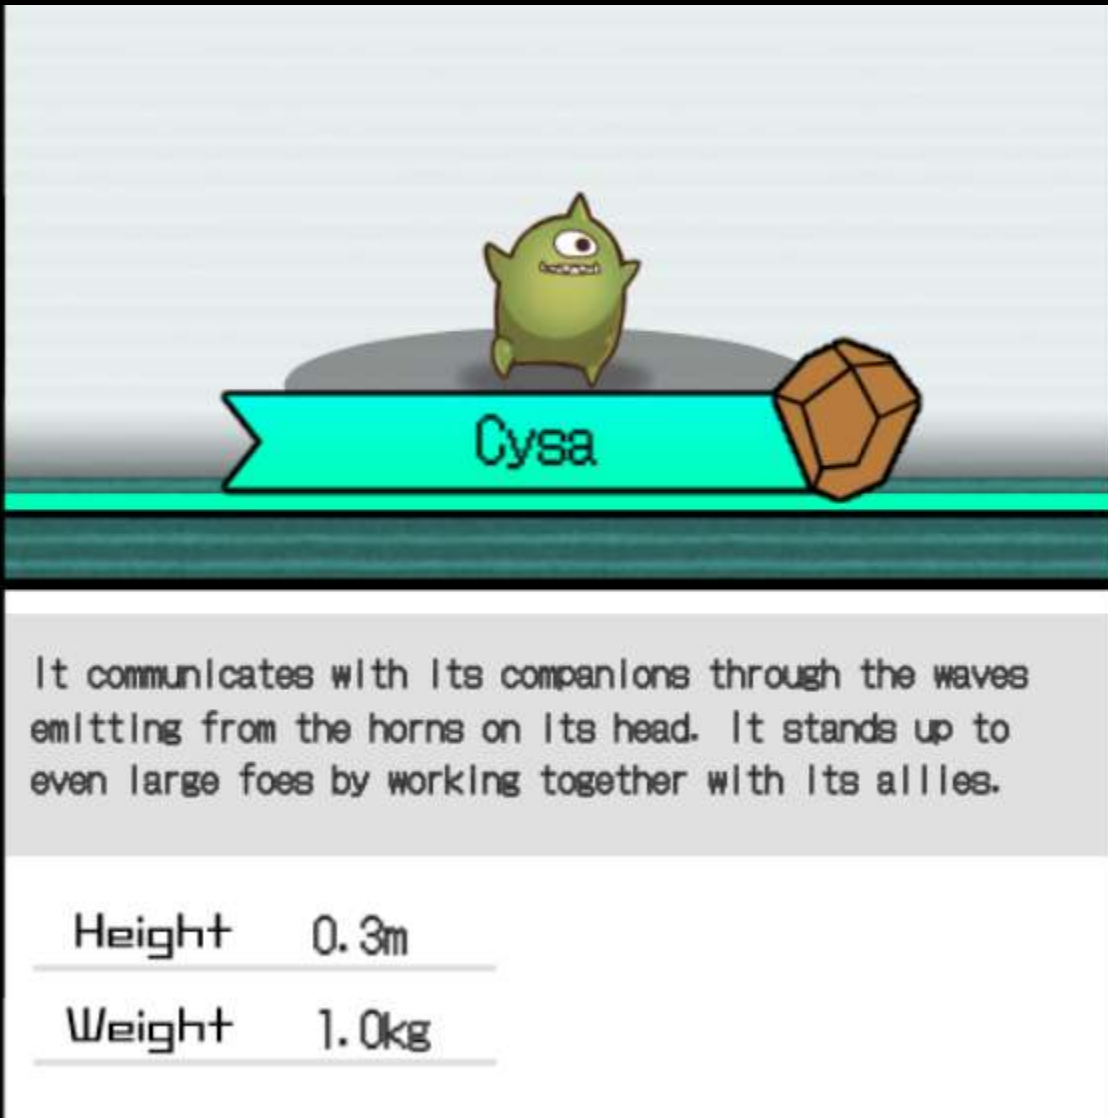 Cysa
It communicates with its companions through the waves
emitting from the horns on its head. It stands up to
even large foes by working together with its allies.
Height 0.3m
Weight 1.0kg